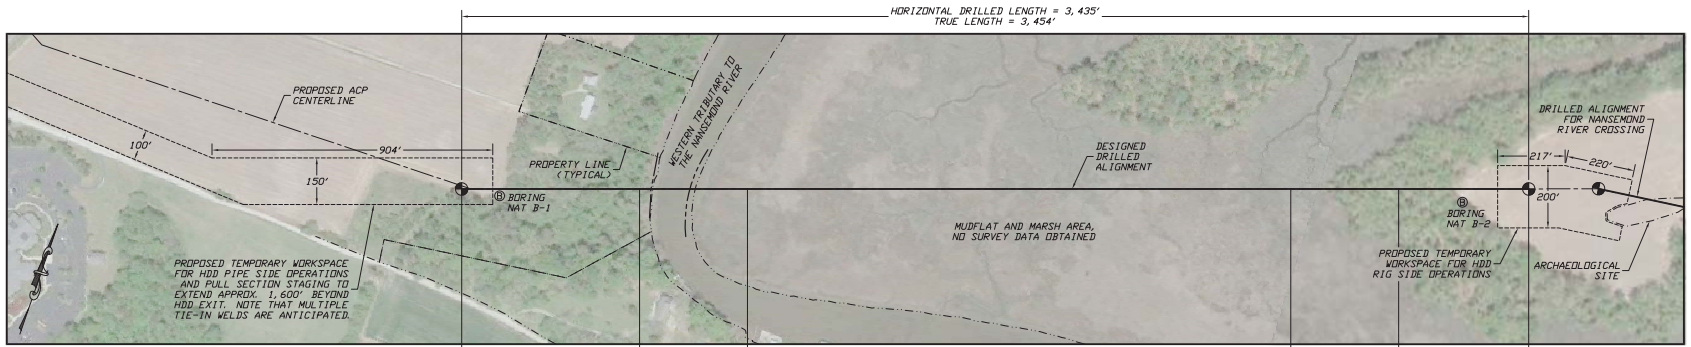 HORIZONTAL DRILLED LENGTH = 3,435'
TRUE LENGTH = 3,454'
PROPOSED ACP
CENTERLINE
100'
904'
150'
PROPERTY LINE
(TYPICAL)
WESTERN TRIBUTARY TO
THE NANSEMOND RIVER
B BORING
NAT B-1
DESIGNED
DRILLED
ALIGNMENT
DRILLED ALIGNMENT
FOR NANSEMOND
RIVER CROSSING
217'
220'
200'
B
BORING
NAT B-2
MUDFLAT AND MARSH AREA,
NO SURVEY DATA OBTAINED
PROPOSED TEMPORARY
WORKSPACE FOR HDD
RIG SIDE OPERATIONS
ARCHAEOLOGICAL
SITE
PROPOSED TEMPORARY WORKSPACE
FOR HDD PIPE SIDE OPERATIONS
AND PULL SECTION STAGING TO
EXTEND APPROX. 1,600' BEYOND
HDD EXIT. NOTE THAT MULTIPLE
TIE-IN WELDS ARE ANTICIPATED.